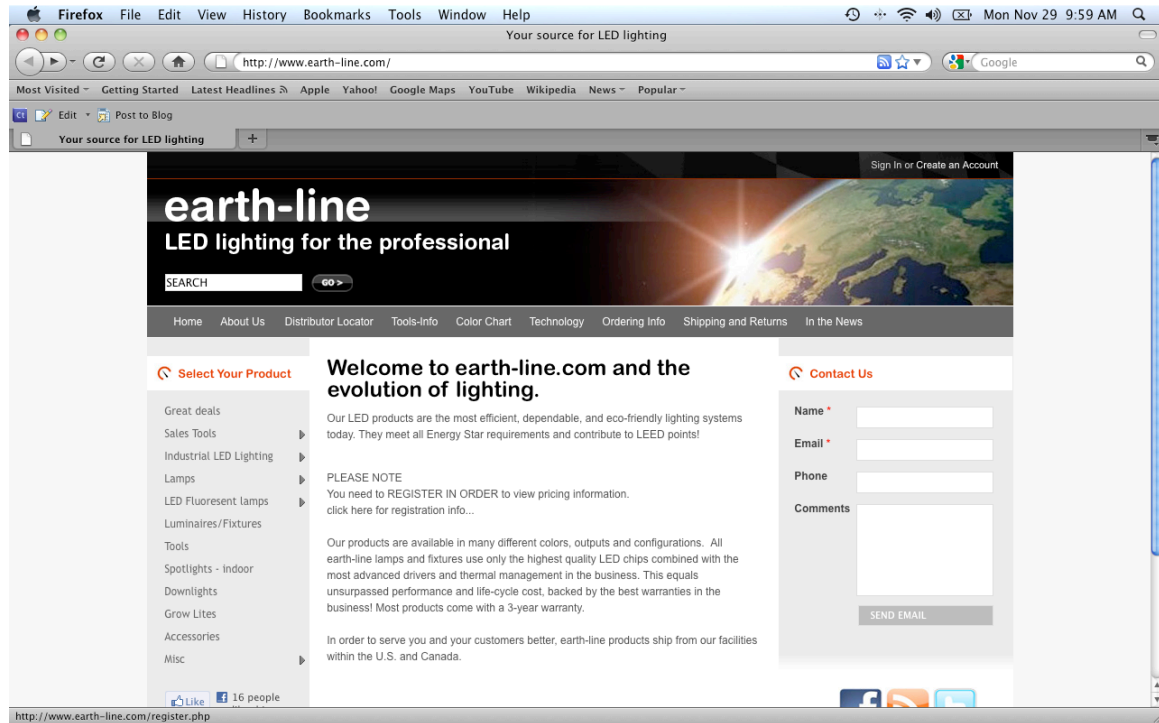 Firefox File Edit View History Bookmarks Tools Window Help
Mon Nov 29 9:59 AM
Your source for LED lighting
http://www.earth-line.com/
Google
Most Visited Getting Started Latest Headlines Apple Yahoo! Google Maps YouTube Wikipedia News Popular
Ct Edit Post to Blog
Your source for LED lighting +
Sign In or Create an Account
earth-line
LED lighting for the professional
SEARCH GO >
Home About Us Distributor Locator Tools-Info Color Chart Technology Ordering Info Shipping and Returns In the News
Select Your Product
Great deals
Sales Tools
Industrial LED Lighting
Lamps
LED Fluoresent lamps
Luminaires/Fixtures
Tools
Spotlights - indoor
Downlights
Grow Lites
Accessories
Misc
Like 16 people
Welcome to earth-line.com and the
evolution of lighting.
Our LED products are the most efficient, dependable, and eco-friendly lighting systems
today. They meet all Energy Star requirements and contribute to LEED points!
PLEASE NOTE
You need to REGISTER IN ORDER to view pricing information.
click here for registration info...
Our products are available in many different colors, outputs and configurations. All
earth-line lamps and fixtures use only the highest quality LED chips combined with the
most advanced drivers and thermal management in the business. This equals
unsurpassed performance and life-cycle cost, backed by the best warranties in the
business! Most products come with a 3-year warranty.
In order to serve you and your customers better, earth-line products ship from our facilities
within the U.S. and Canada.
Contact Us
Name *
Email *
Phone
Comments
SEND EMAIL
http://www.earth-line.com/register.php